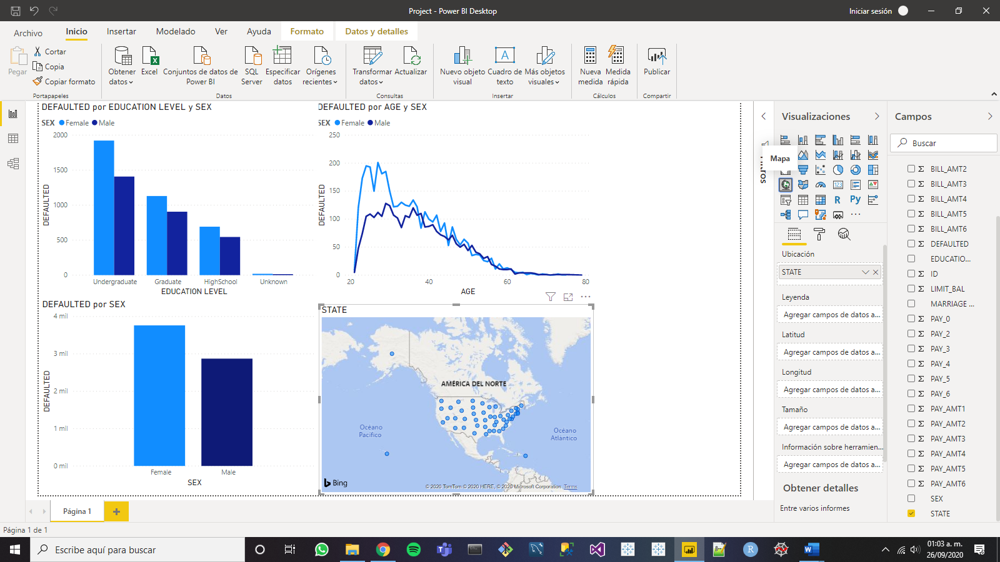 Project - Power BI Desktop
Iniciar sesión
Archivo
Inicio
Insertar
Modelado
Ver
Ayuda
Formato
Datos y detalles
Pegar
Cortar
Copia
Copiar formato
Portapapeles
Obtener datos
Excel
Conjuntos de datos de Power BI
SQL Server
Especificar datos
Orígenes recientes
Datos
Transformar datos
Actualizar
Consultas
Nuevo objeto visual
Cuadro de texto
Más objetos visuales
Insertar
Nueva medida
Medida rápida
Cálculos
Publicar
Compartir
DEFAULTED por EDUCATION LEVEL y SEX
SEX Female Male
2000
1500
1000
500
0
DEFAULTED
Undergraduate
Graduate
HighSchool
Unknown
EDUCATION LEVEL
DEFAULTED por AGE y SEX
SEX Female Male
250
200
150
100
50
0
DEFAULTED
20
40
60
80
AGE
DEFAULTED por SEX
4 mil
3 mil
2 mil
1 mil
0 mil
DEFAULTED
Female
Male
SEX
STATE
AMÉRICA DEL NORTE
Océano Pacífico
Océano Atlántico
Bing
© 2020 TomTom © 2020 HERE, © 2020 Microsoft Corporation Terms
Mapa
Visualizaciones
123
R
Py
Ubicación
STATE
Leyenda
Agregar campos de datos a...
Latitud
Agregar campos de datos a...
Longitud
Agregar campos de datos a...
Tamaño
Agregar campos de datos a...
Información sobre herramien...
Agregar campos de datos a...
Obtener detalles
Entre varios informes
Campos
Buscar
Σ BILL_AMT2
Σ BILL_AMT3
Σ BILL_AMT4
Σ BILL_AMT5
Σ BILL_AMT6
Σ DEFAULTED
EDUCATIO...
Σ ID
Σ LIMIT_BAL
MARRIAGE ...
Σ PAY_0
Σ PAY_2
Σ PAY_3
Σ PAY_4
Σ PAY_5
Σ PAY_6
Σ PAY_AMT1
Σ PAY_AMT2
Σ PAY_AMT3
Σ PAY_AMT4
Σ PAY_AMT5
Σ PAY_AMT6
SEX
STATE
Página 1
Página 1 de 1
Escribe aquí para buscar
01:03 a. m.
26/09/2020